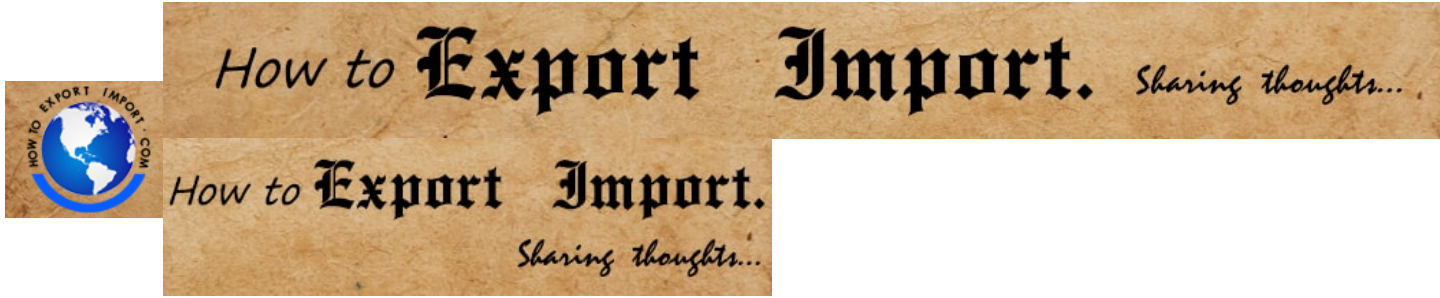 HOW TO EXPORT IMPORT . COM
How to Export Import. Sharing thoughts...
How to Export Import.
Sharing thoughts...